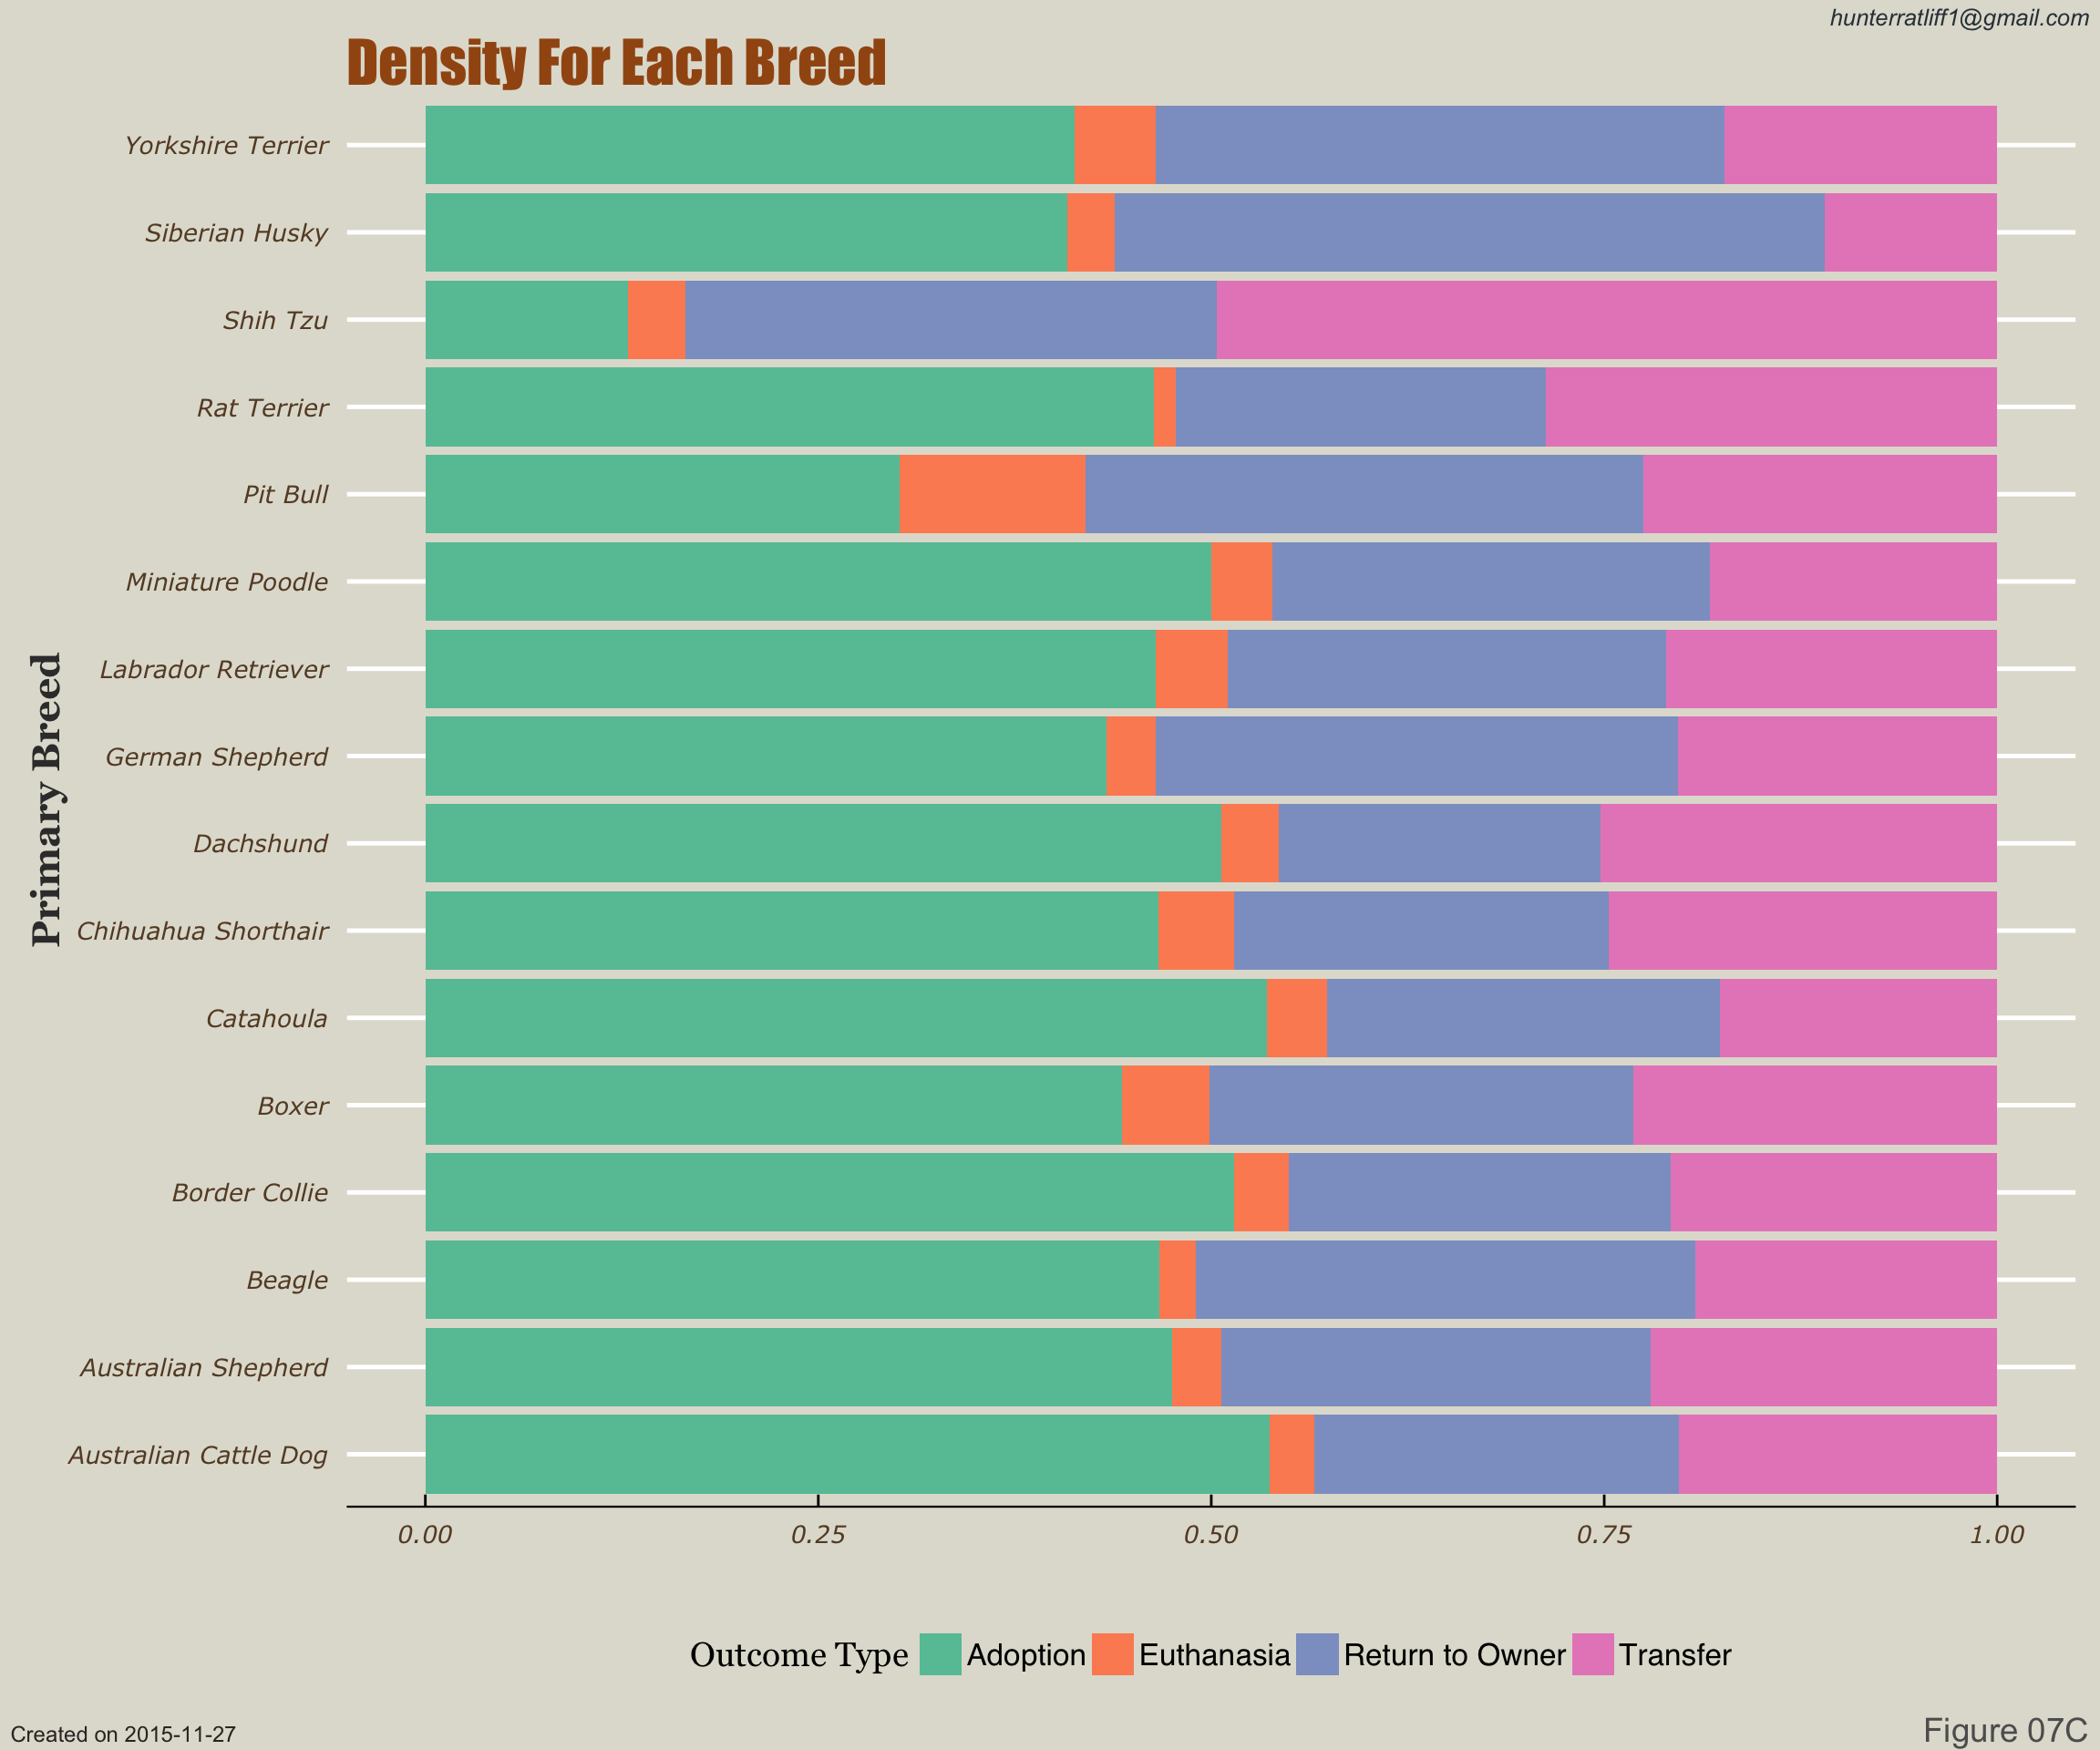 hunterratliff1@gmail.com
Density For Each Breed
Primary Breed
Yorkshire Terrier
Siberian Husky
Shih Tzu
Rat Terrier
Pit Bull
Miniature Poodle
Labrador Retriever
German Shepherd
Dachshund
Chihuahua Shorthair
Catahoula
Boxer
Border Collie
Beagle
Australian Shepherd
Australian Cattle Dog
0.00 0.25 0.50 0.75 1.00
Outcome Type Adoption Euthanasia Return to Owner Transfer
Created on 2015-11-27
Figure 07C